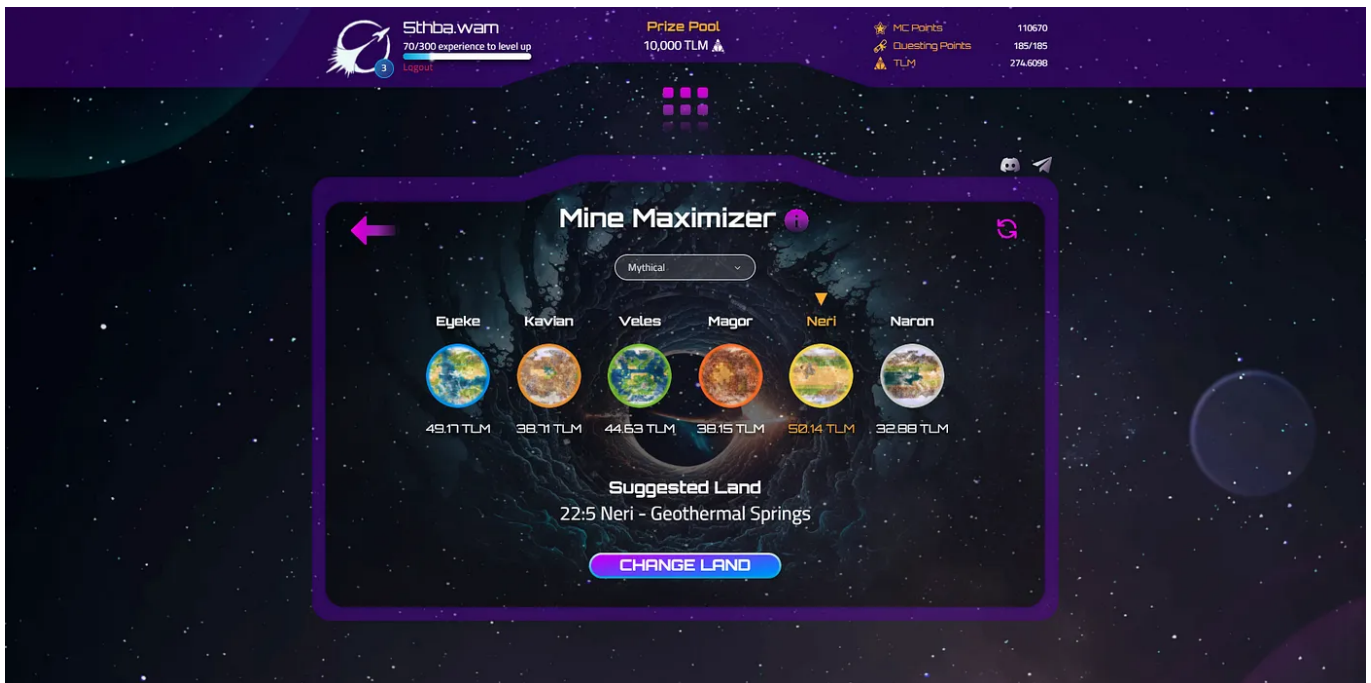 5thba.wam
70/300 experience to level up
3
Logout
Prize Pool
10,000 TLM
MC Points 110670
Questing Points 185/185
TLM 274.6098
Mine Maximizer i
Mythical
Eyeke Kavian Veles Magor Neri Naron
49.17 TLM 38.71 TLM 44.63 TLM 38.15 TLM 50.14 TLM 32.88 TLM
Suggested Land
22:5 Neri - Geothermal Springs
CHANGE LAND